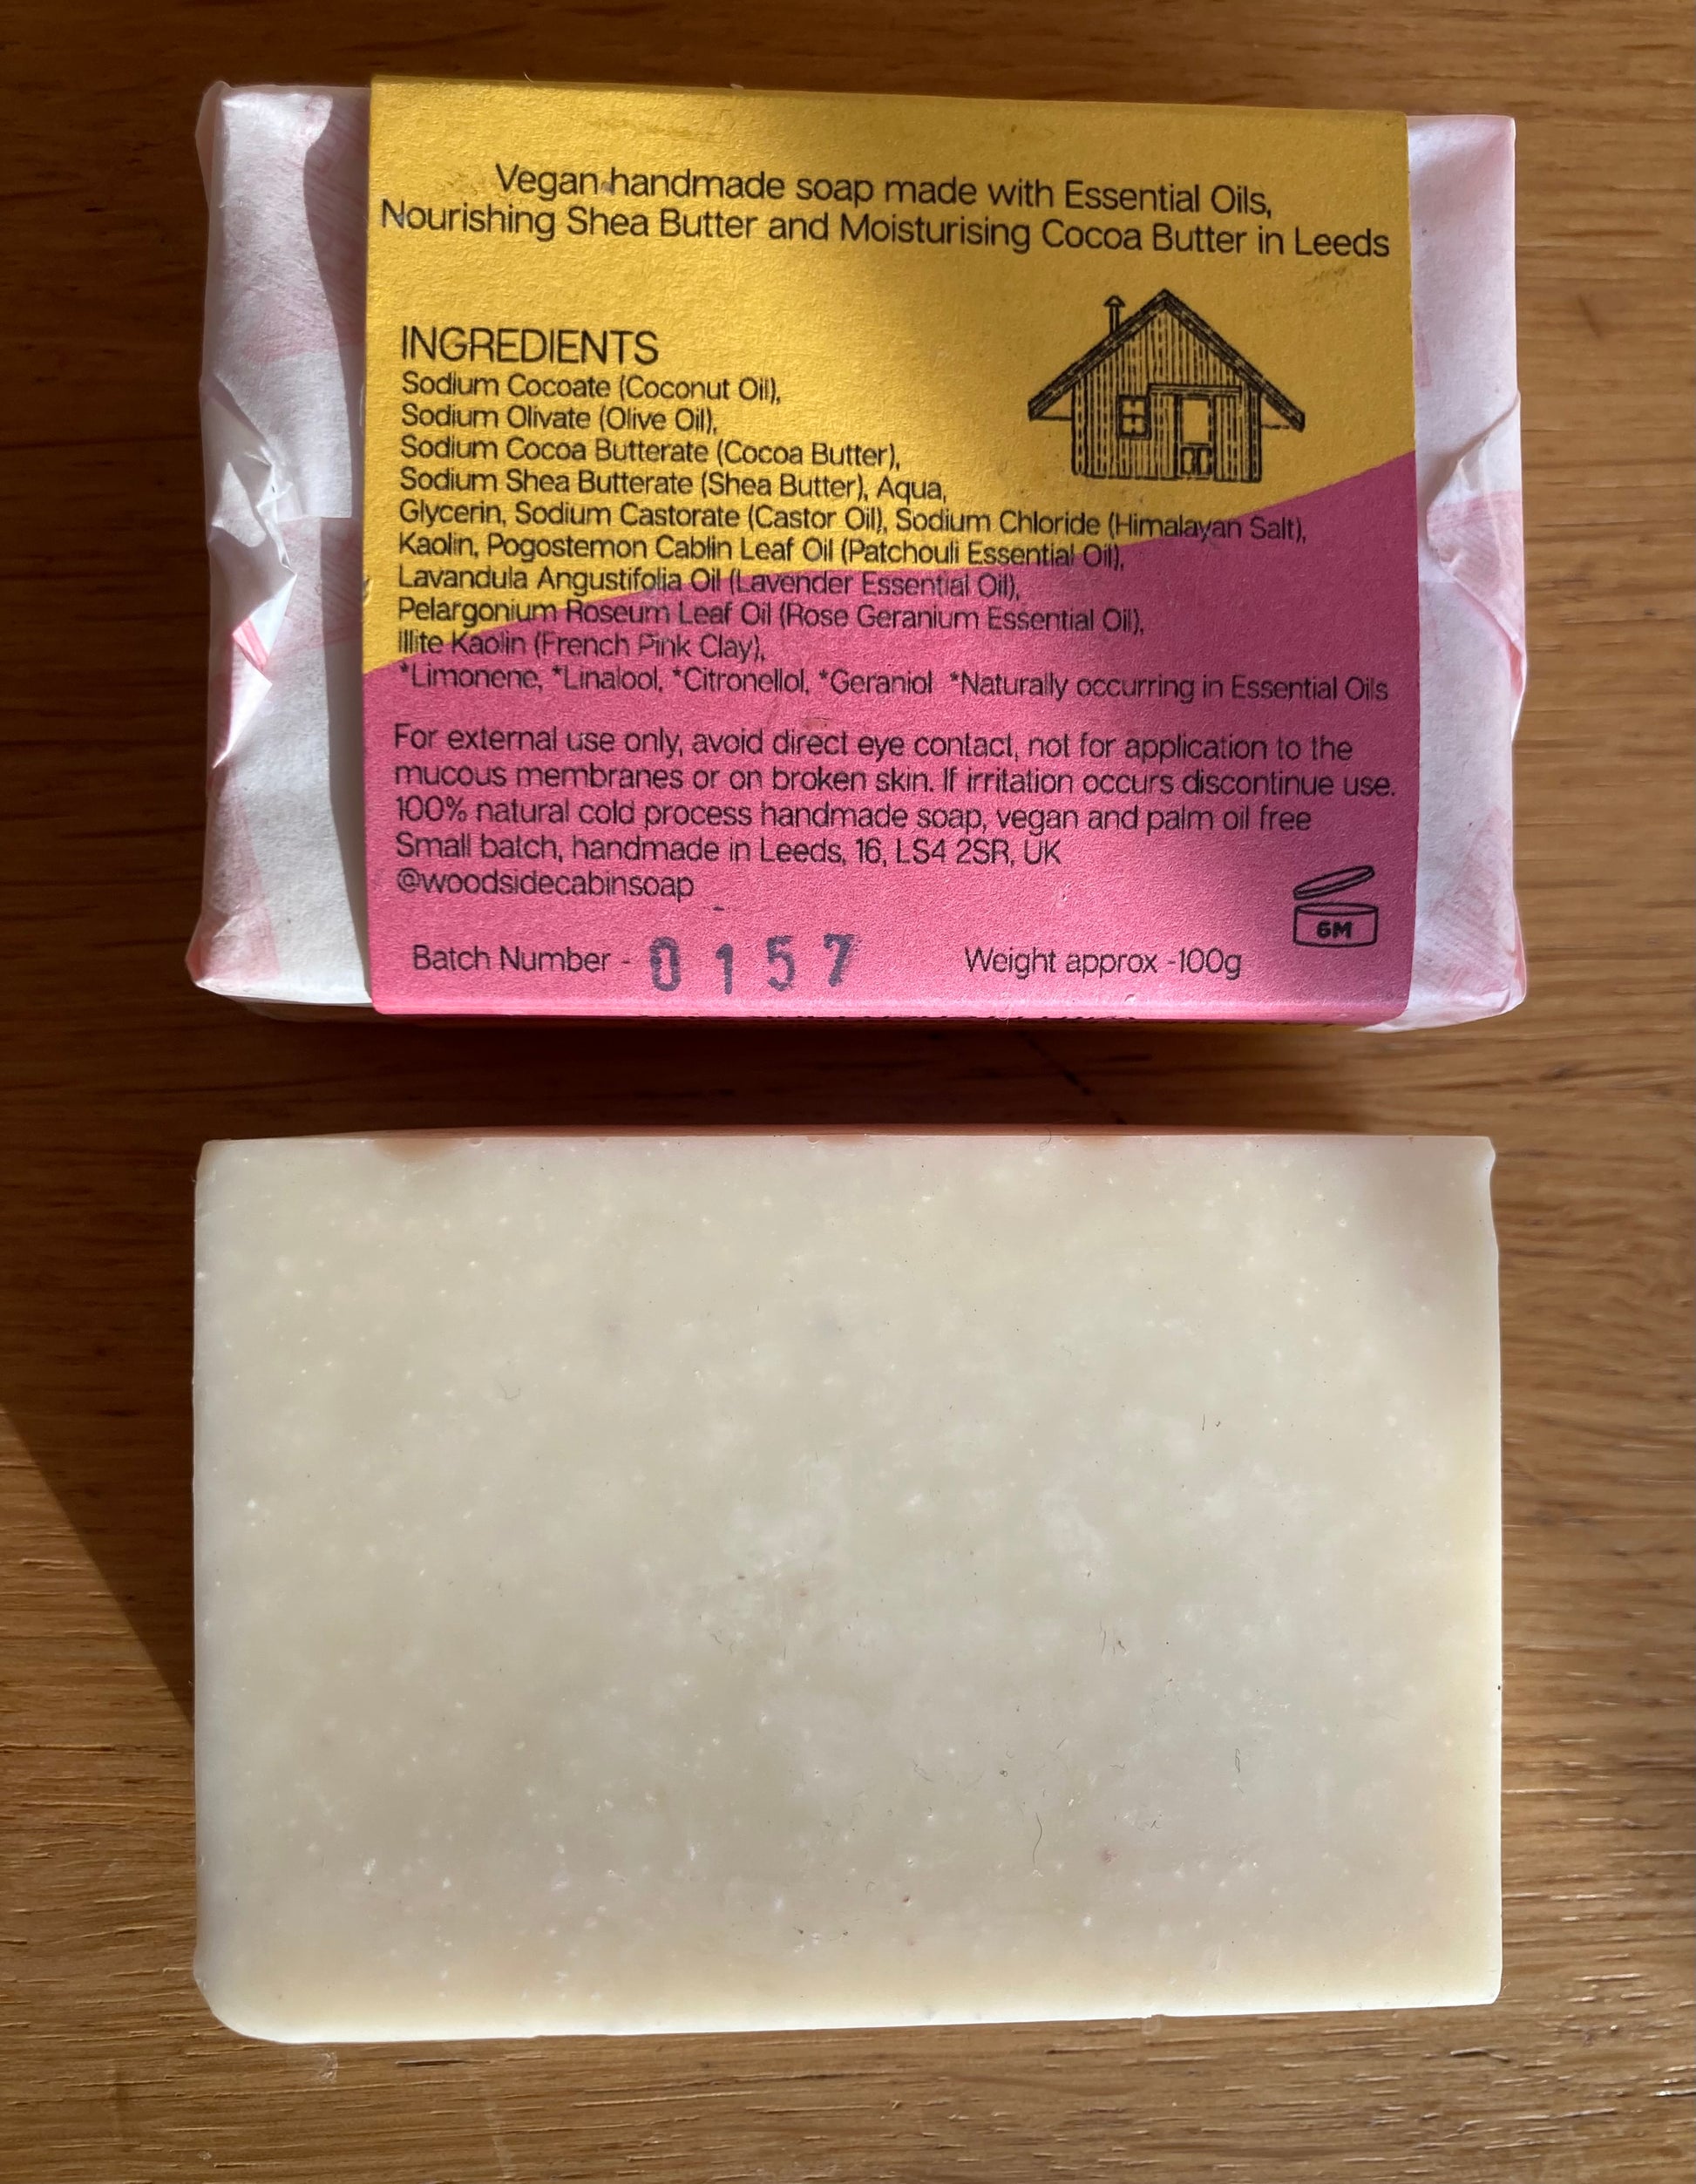 Vegan handmade soap made with Essential Oils,
Nourishing Shea Butter and Moisturising Cocoa Butter in Leeds
INGREDIENTS
Sodium Cocoate (Coconut Oil),
Sodium Olivate (Olive Oil),
Sodium Cocoa Butterate (Cocoa Butter),
Sodium Shea Butterate (Shea Butter), Aqua,
Glycerin, Sodium Castorate (Castor Oil), Sodium Chloride (Himalayan Salt),
Kaolin, Pogostemon Cablin Leaf Oil (Patchouli Essential Oil),
Lavandula Angustifolia Oil (Lavender Essential Oil),
Pelargonium Roseum Leaf Oil (Rose Geranium Essential Oil),
Illite Kaolin (French Pink Clay),
*Limonene, *Linalool, *Citronellol, *Geraniol *Naturally occurring in Essential Oils
For external use only, avoid direct eye contact, not for application to the
mucous membranes or on broken skin. If irritation occurs discontinue use.
100% natural cold process handmade soap, vegan and palm oil free
Small batch, handmade in Leeds, 16, LS4 2SR, UK
@woodsidecabinsoap
6M
Batch Number - 0157 Weight approx -100g